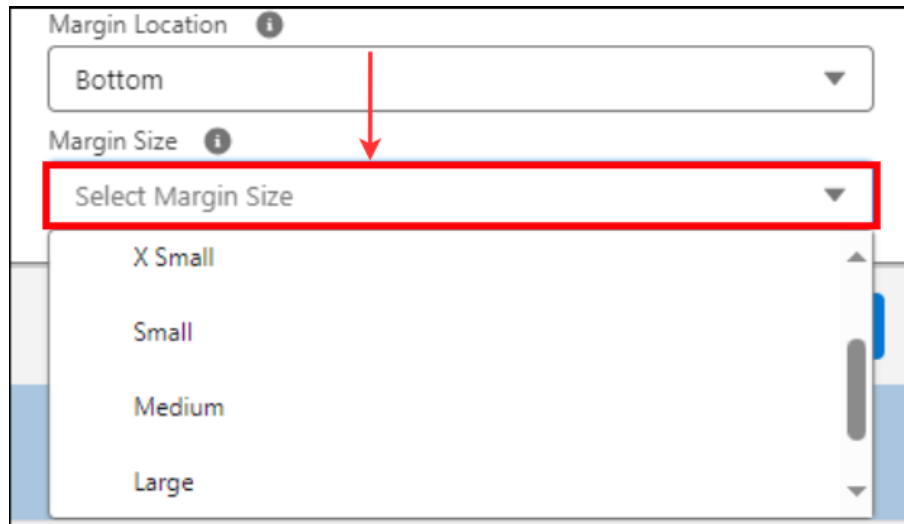 Margin Location
Bottom
Margin Size
Select Margin Size
X Small
Small
Medium
Large